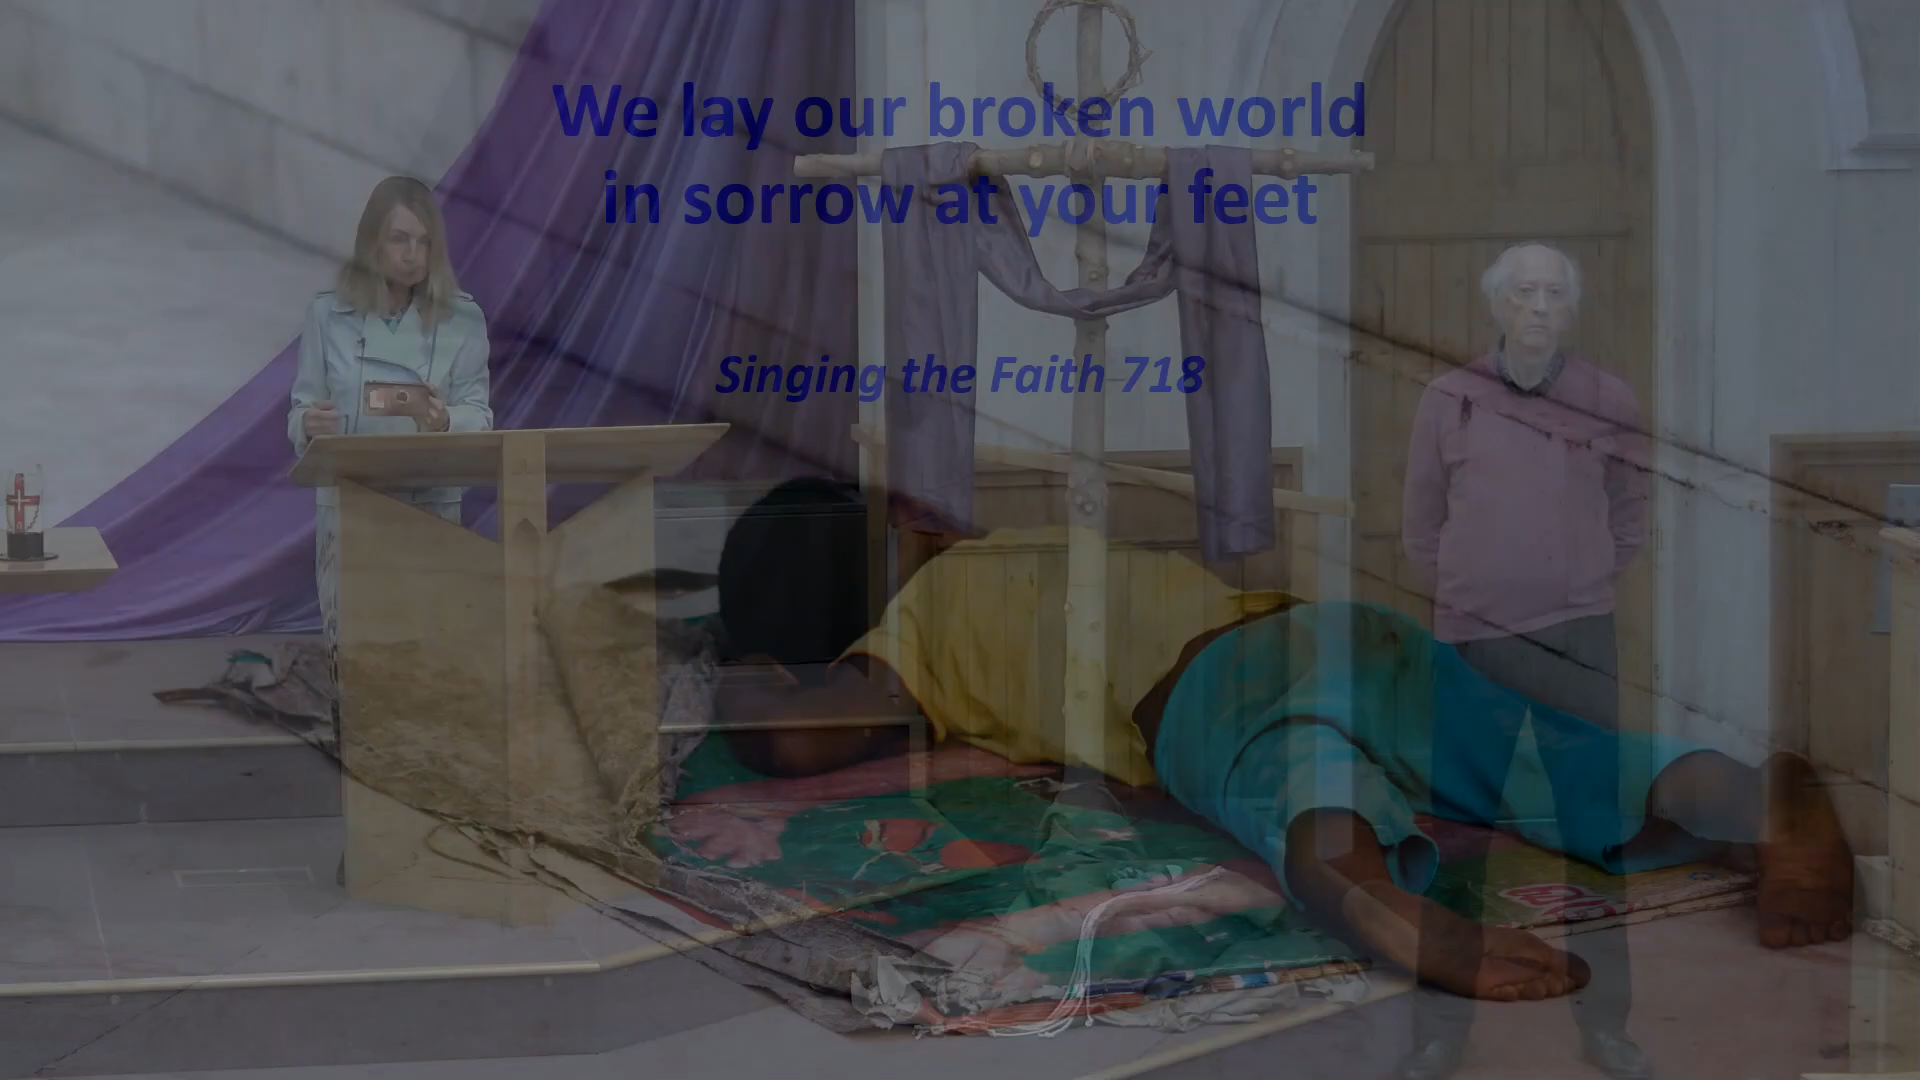 We lay our broken world
in sorrow at your feet
Singing the Faith 718